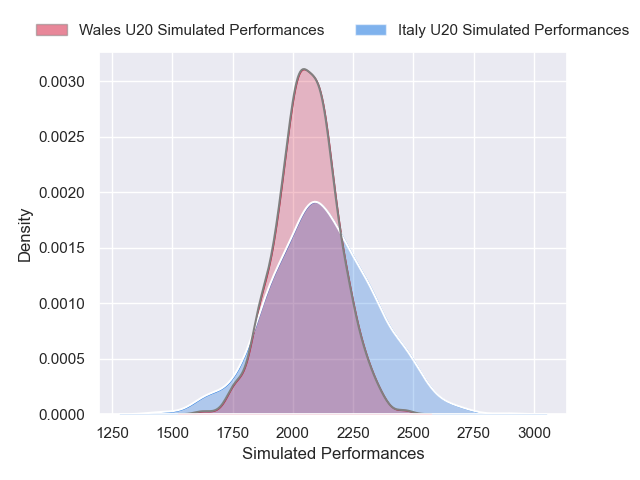 Wales U20 Simulated Performances Italy U20 Simulated Performances
0.0030
0.0025
0.0020
0.0015
0.0010
0.0005
0.0000
Density
1250 1500 1750 2000 2250 2500 2750 3000
Simulated Performances